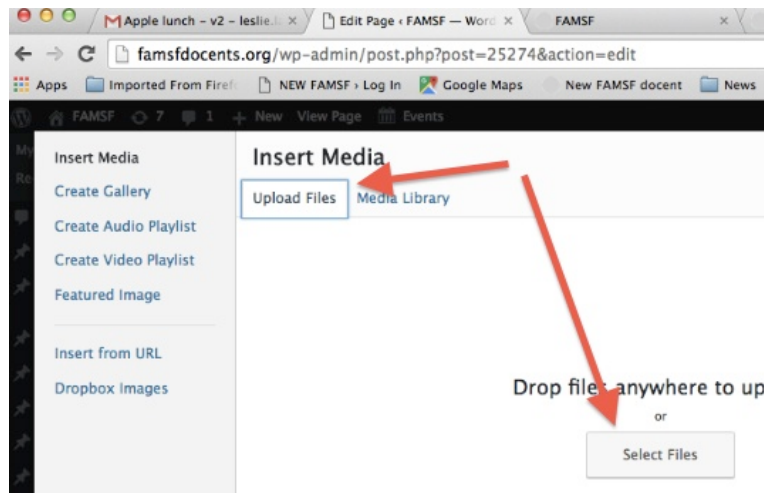 Apple lunch – v2 – leslie.l
Edit Page ‹ FAMSF — Word
FAMSF
famsfdocents.org/wp-admin/post.php?post=25274&action=edit
Apps Imported From Firef NEW FAMSF › Log In Google Maps New FAMSF docent News
FAMSF 7 1 New View Page Events
My
Re
Insert Media
Create Gallery
Create Audio Playlist
Create Video Playlist
Featured Image
Insert from URL
Dropbox Images
Insert Media
Upload Files Media Library
Drop files anywhere to up
or
Select Files